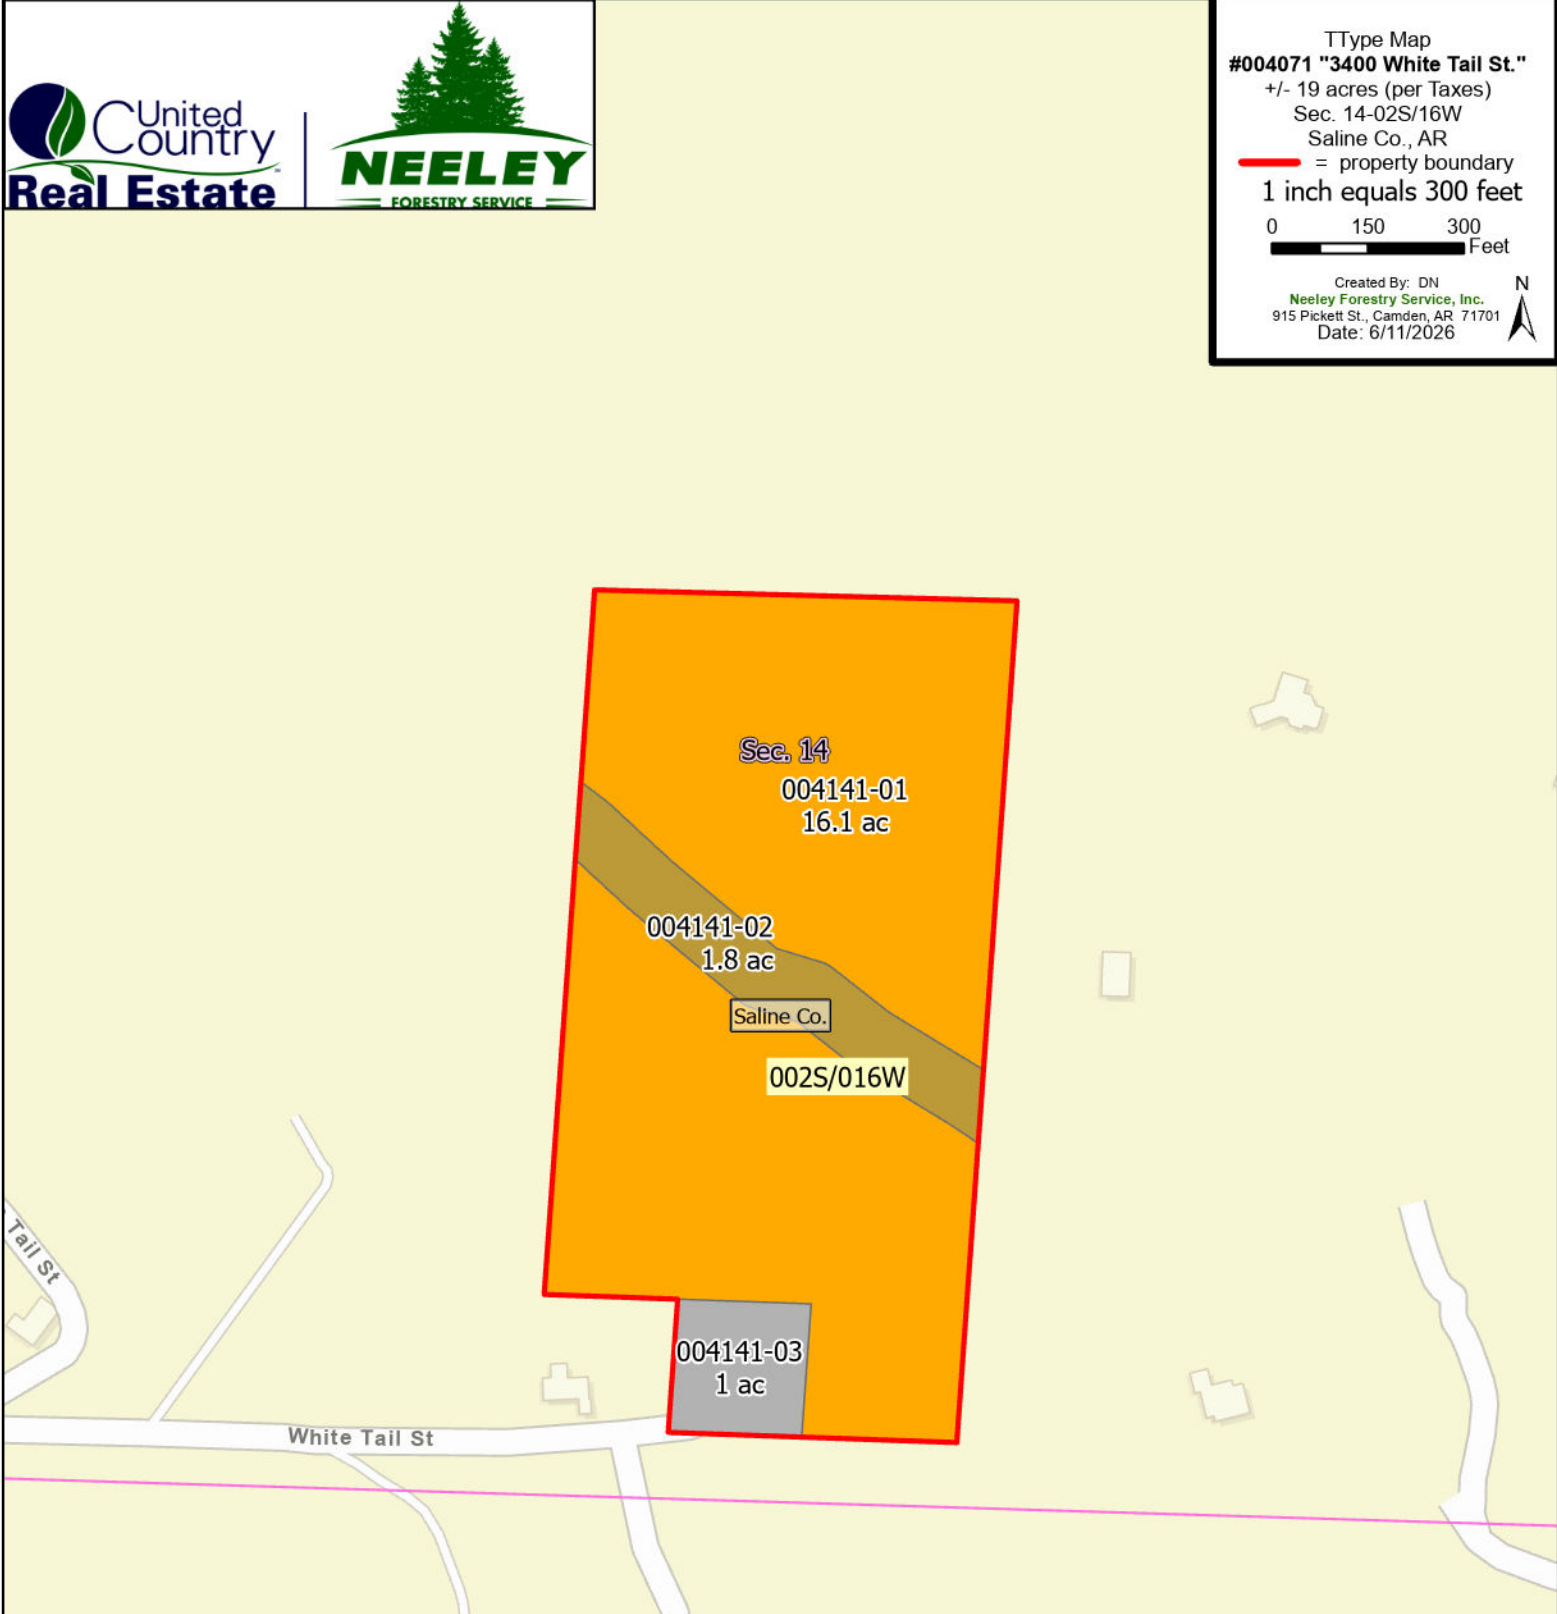 United
Country
Real Estate
NEELEY
FORESTRY SERVICE
TType Map
#004071 "3400 White Tail St."
+/- 19 acres (per Taxes)
Sec. 14-02S/16W
Saline Co., AR
= property boundary
1 inch equals 300 feet
0 150 300
Feet
Created By: DN
N
Neeley Forestry Service, Inc.
915 Pickett St., Camden, AR 71701
Date: 6/11/2026
Sec. 14
004141-01
16.1 ac
004141-02
1.8 ac
Saline Co.
002S/016W
Tail St
004141-03
1 ac
White Tail St